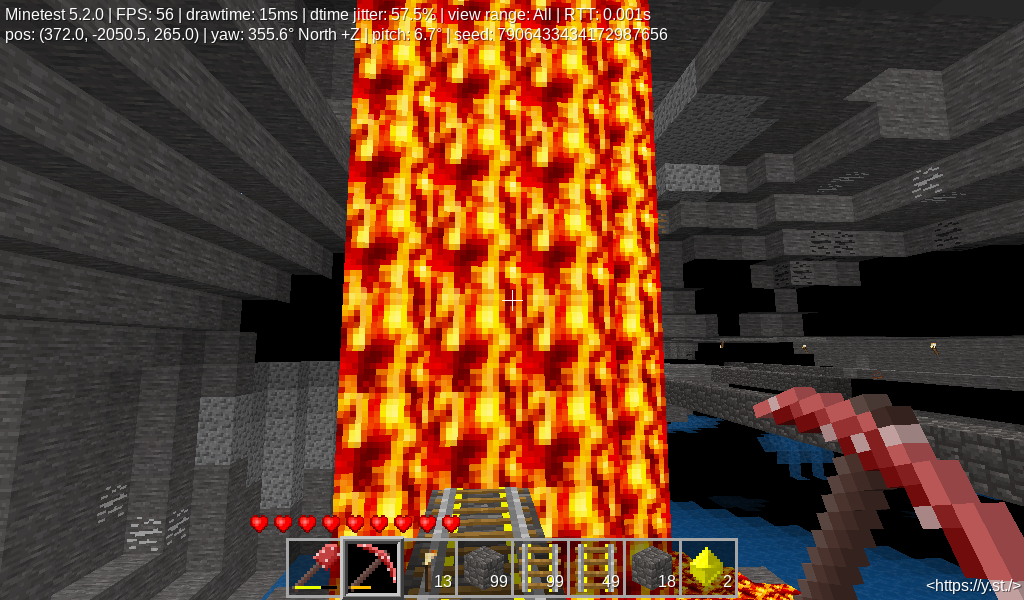 Minetest 5.2.0 | FPS: 56 | drawtime: 15ms | dtime jitter: 57.5% | view range: All | RTT: 0.001s
pos: (372.0, -2050.5, 265.0) | yaw: 355.6° North +Z | pitch: 6.7° | seed: 7906433434172987656
13 99 99 49 18 2
<https://y.st./>